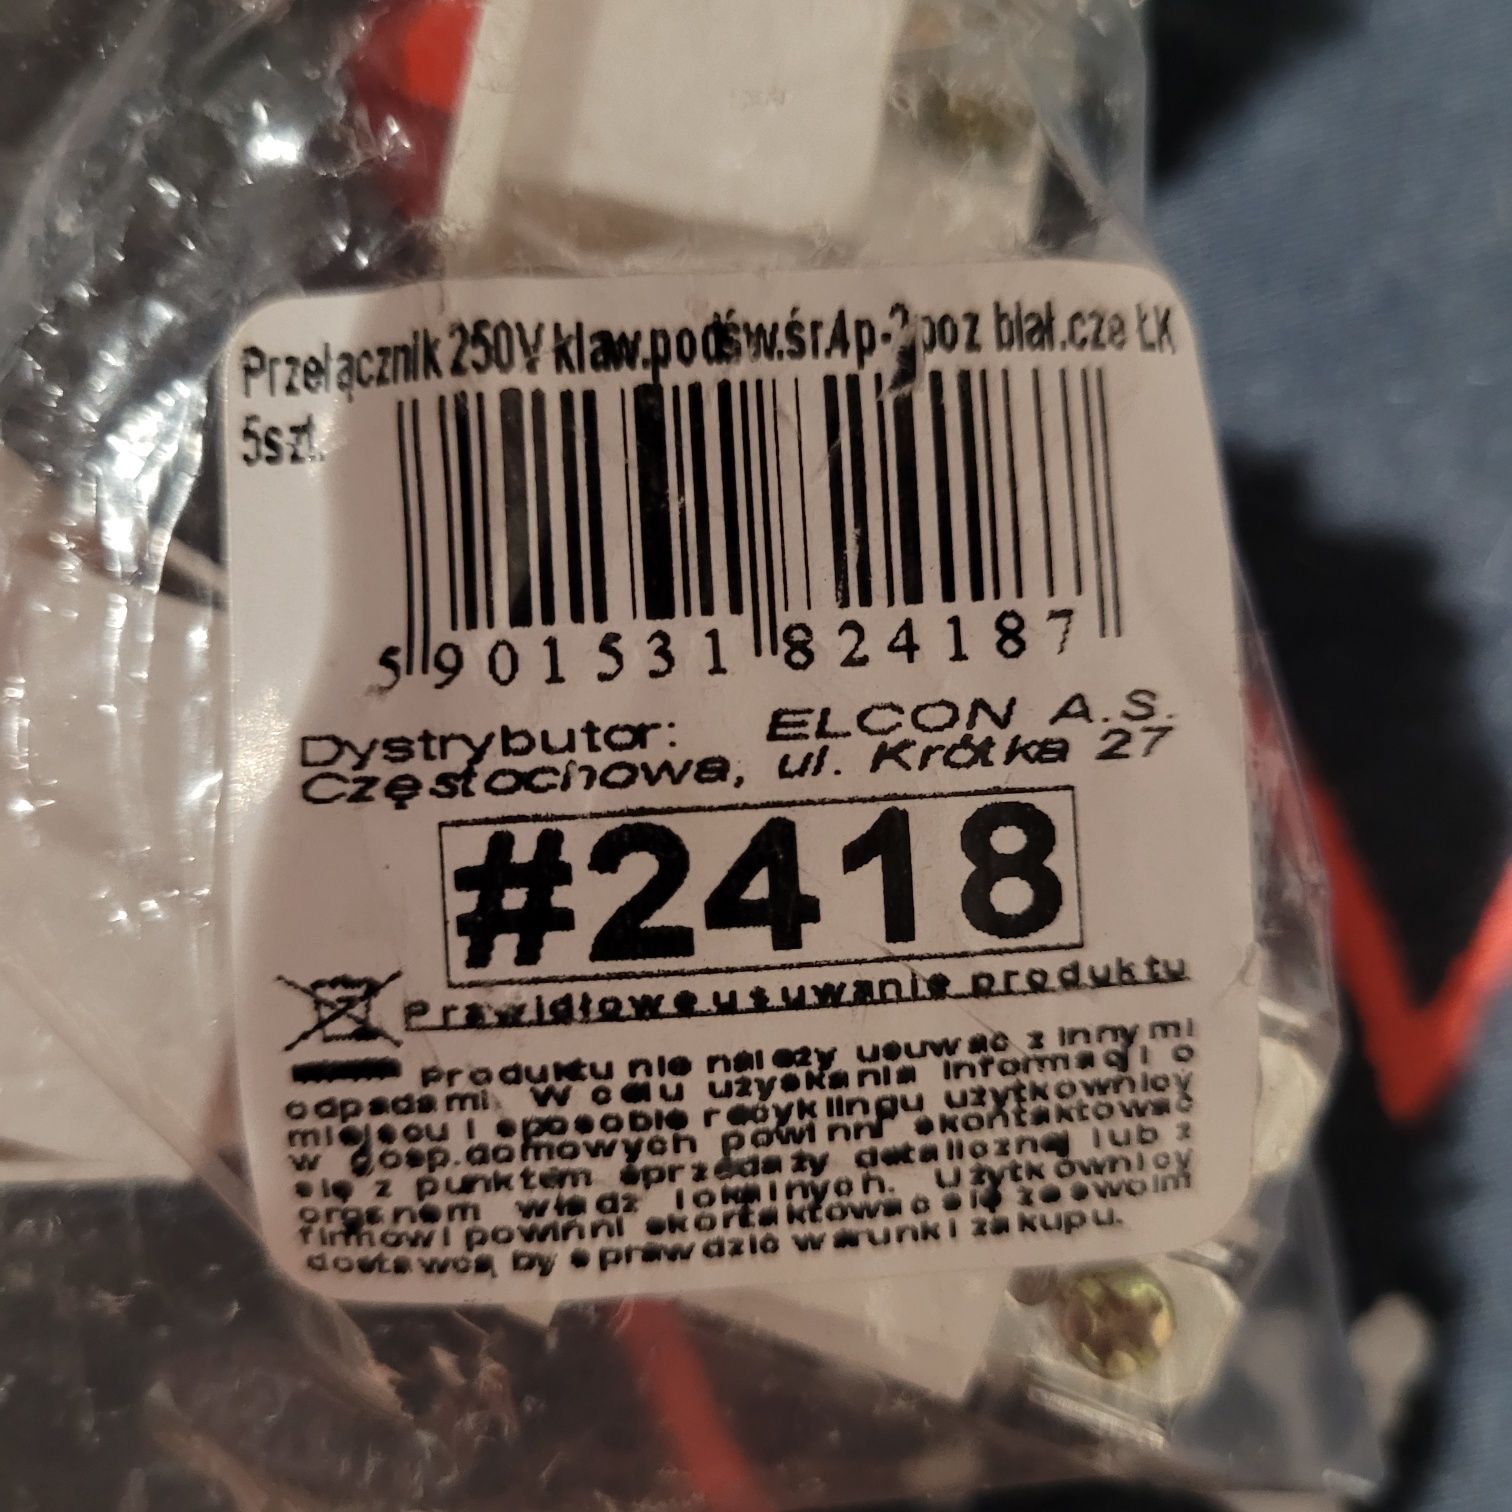 Przełącznik 250V klaw.podśw.śr.4p-2poz biał.cze ŁK
5szt.
5 901531 824187
Dystrybutor: ELCON A.S.
Częstochowa, ul. Krótka 27
#2418
Prawidłowe usuwanie produktu
Produktu nie należy usuwać z innymi
odpadami. W celu uzyskania informacji o
miejscu i sposobie recyklingu użytkownicy
w gosp.domowych powinni skontaktować
się z punktem sprzedaży detalicznej lub z
organem władz lokalnych. Użytkownicy
firmowi powinni skontaktować się ze swoim
dostawcą by sprawdzić warunki zakupu.